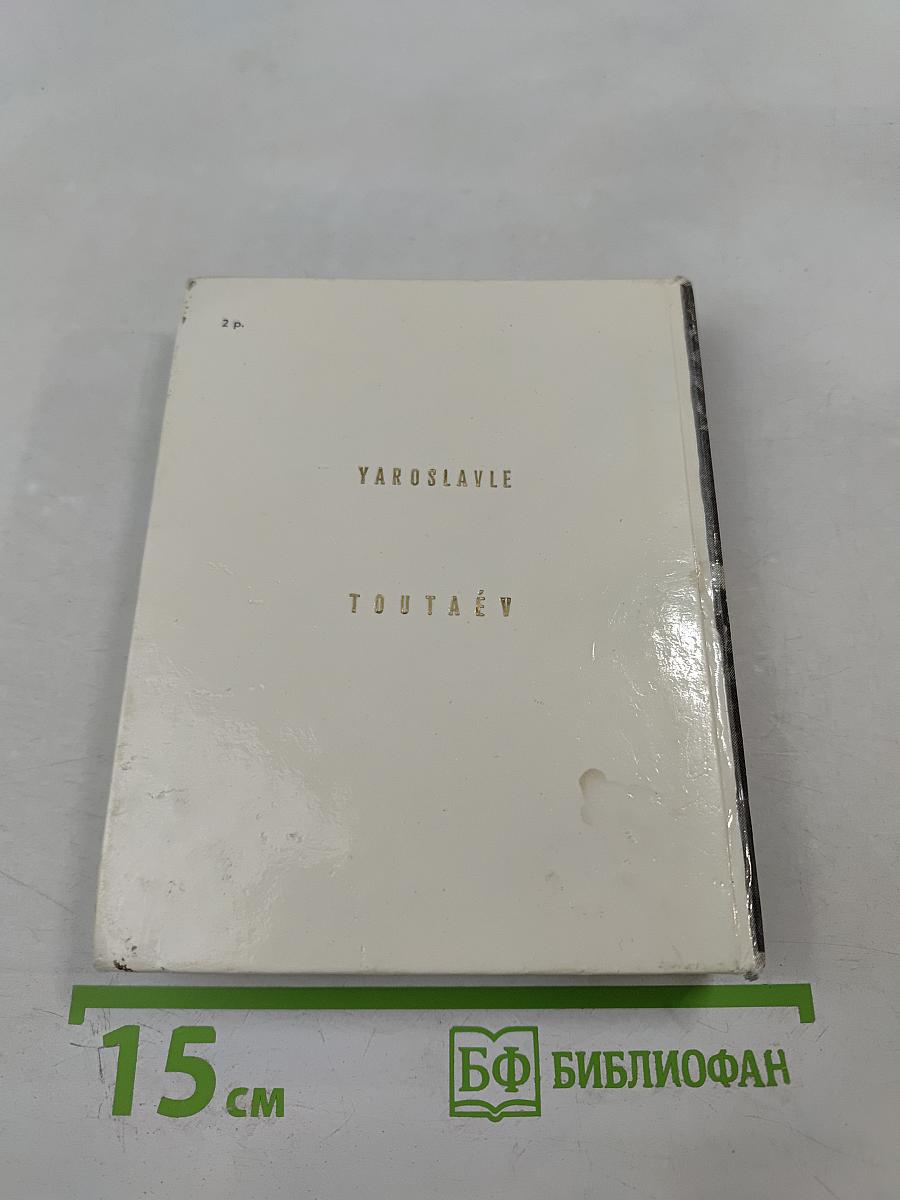 2 р.
YAROSLAVLE
TOUTAÉV
15 см
БФ БИБЛИОФАН